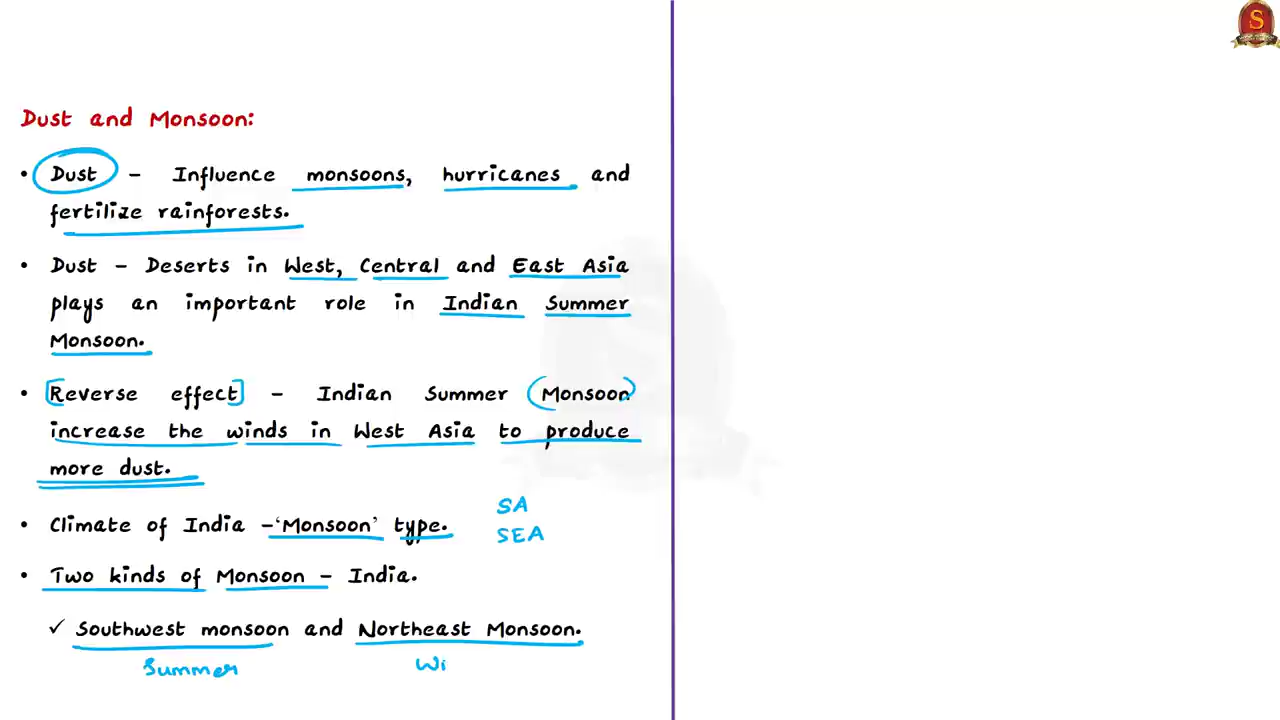 Dust and Monsoon:
• Dust – Influence monsoons, hurricanes and
fertilize rainforests.
• Dust – Deserts in West, Central and East Asia
plays an important role in Indian Summer
Monsoon.
• Reverse effect – Indian Summer Monsoon
increase the winds in West Asia to produce
more dust.
SA
• Climate of India –‘Monsoon’ type.
SEA
• Two kinds of Monsoon – India.
✓ Southwest monsoon and Northeast Monsoon.
Summer Wi
S